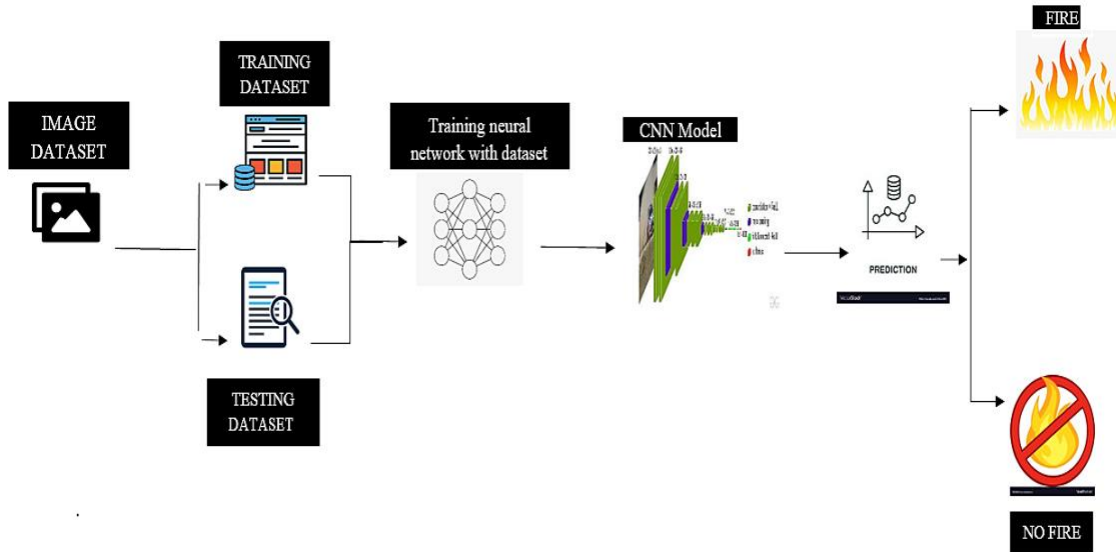 FIRE
TRAINING
DATASET
IMAGE
DATASET
Training neural
network with dataset
CNN Model
PREDICTION
TESTING
DATASET
NO FIRE